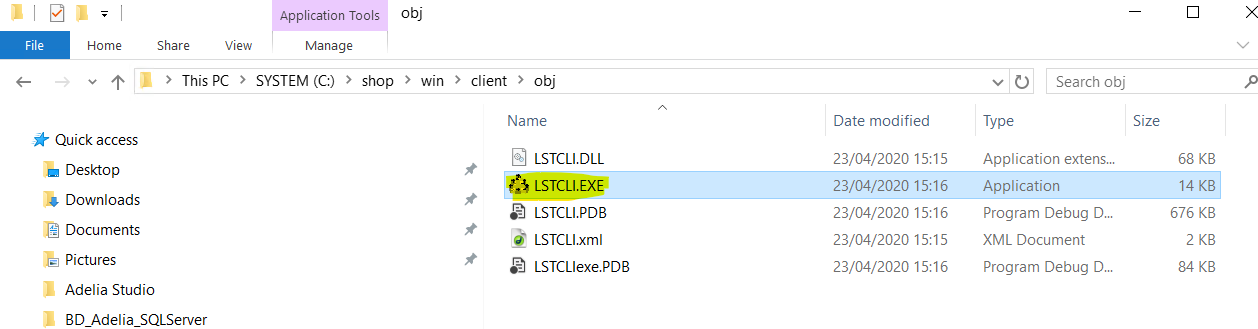 Application Tools obj
File Home Share View Manage
This PC SYSTEM (C:) shop win client obj Search obj
Name Date modified Type Size
Quick access
Desktop
Downloads
Documents
Pictures
Adelia Studio
BD_Adelia_SQLServer
LSTCLI.DLL 23/04/2020 15:15 Application extens... 68 KB
LSTCLI.EXE 23/04/2020 15:16 Application 14 KB
LSTCLI.PDB 23/04/2020 15:16 Program Debug D... 676 KB
LSTCLI.xml 23/04/2020 15:15 XML Document 2 KB
LSTCLIexe.PDB 23/04/2020 15:16 Program Debug D... 84 KB